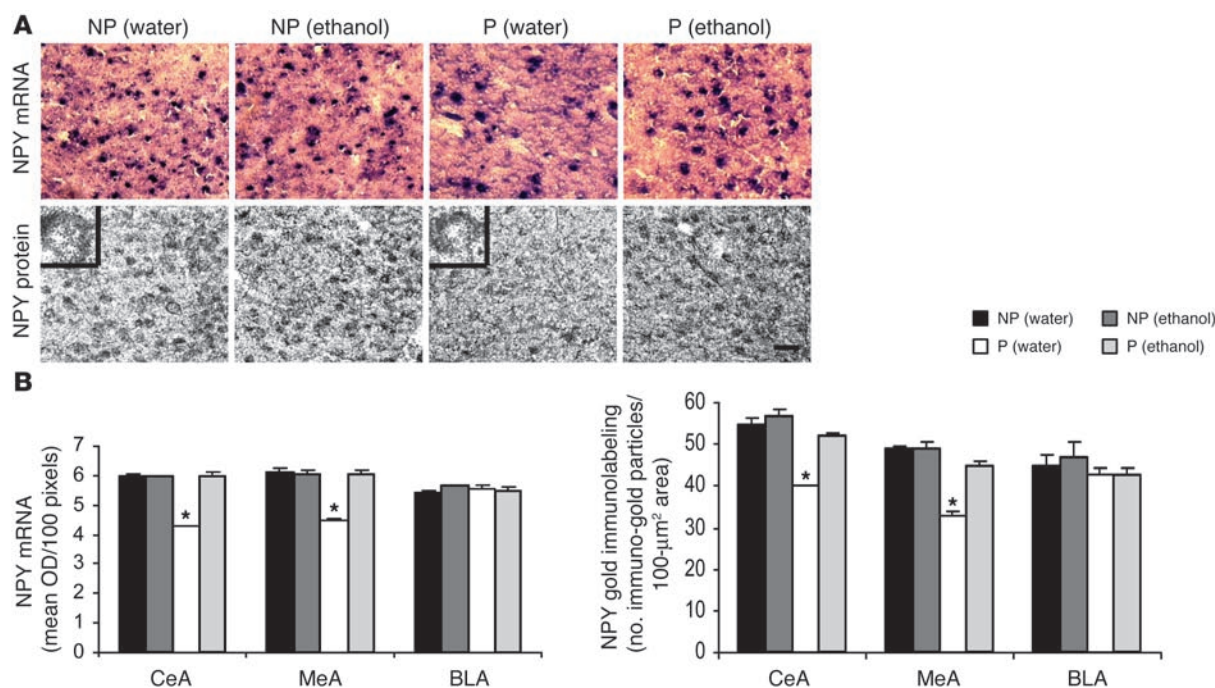 A
NP (water) NP (ethanol) P (water) P (ethanol)
NPY mRNA
NPY protein
NP (water) NP (ethanol)
P (water) P (ethanol)
B
NPY mRNA
(mean OD/100 pixels)
7
6
5
4
3
2
1
0
CeA MeA BLA
* *
NPY gold immunolabeling
(no. immuno-gold particles/
100-μm² area)
60
50
40
30
20
10
0
CeA MeA BLA
* *